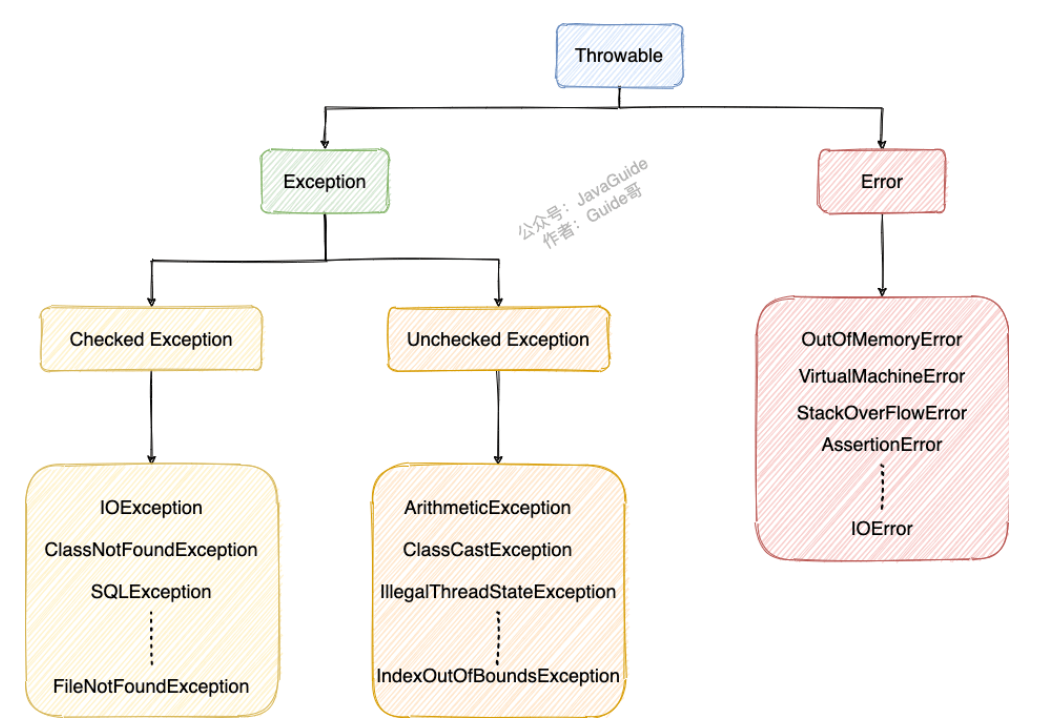 Throwable
Exception
Error
公众号：JavaGuide
作者：Guide哥
Checked Exception
Unchecked Exception
OutOfMemoryError
VirtualMachineError
StackOverFlowError
AssertionError
IOError
IOException
ClassNotFoundException
SQLException
FileNotFoundException
ArithmeticException
ClassCastException
IllegalThreadStateException
IndexOutOfBoundsException